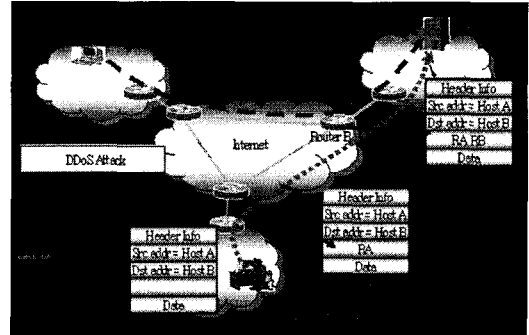 Header Info
Src addr = Host A
Dst addr = Host B
RA RB
Data
Internet
Router B
DDoS Attack
Header Info
Src addr = Host A
Dst addr = Host B
RA
Data
Header Info
Src addr = Host A
Dst addr = Host B
Data